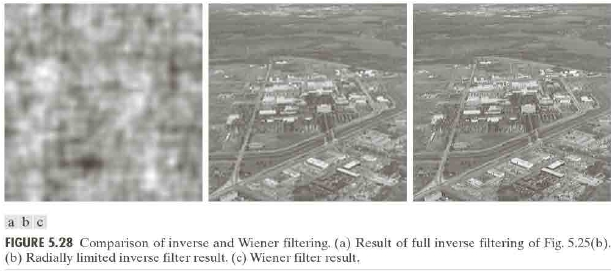 a b c
FIGURE 5.28 Comparison of inverse and Wiener filtering. (a) Result of full inverse filtering of Fig. 5.25(b).
(b) Radially limited inverse filter result. (c) Wiener filter result.